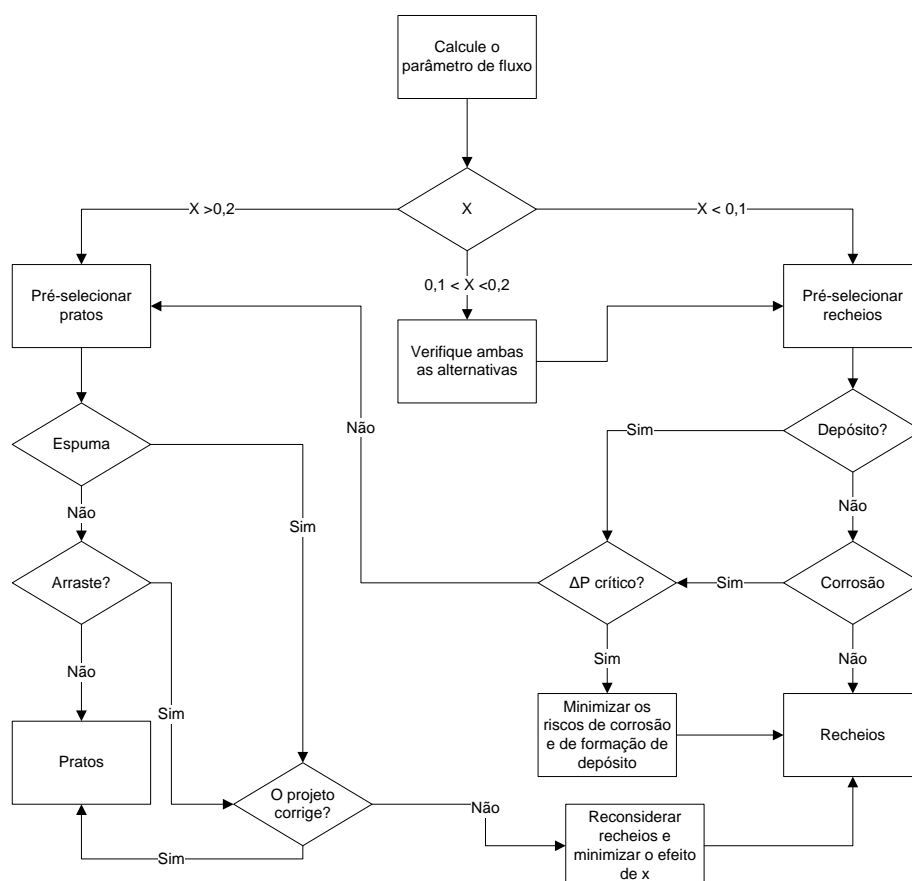 Calcule o
parâmetro de fluxo
X
X >0,2
X < 0,1
0,1 < X <0,2
Pré-selecionar
pratos
Verifique ambas
as alternativas
Pré-selecionar
recheios
Espuma
Não
Sim
Depósito?
Não
Sim
Não
Arraste?
Sim
ΔP crítico?
Sim
Corrosão
Não
Sim
Sim
Não
Pratos
Minimizar os
riscos de corrosão
e de formação de
depósito
Recheios
O projeto
corrige?
Não
Sim
Reconsiderar
recheios e
minimizar o efeito
de x